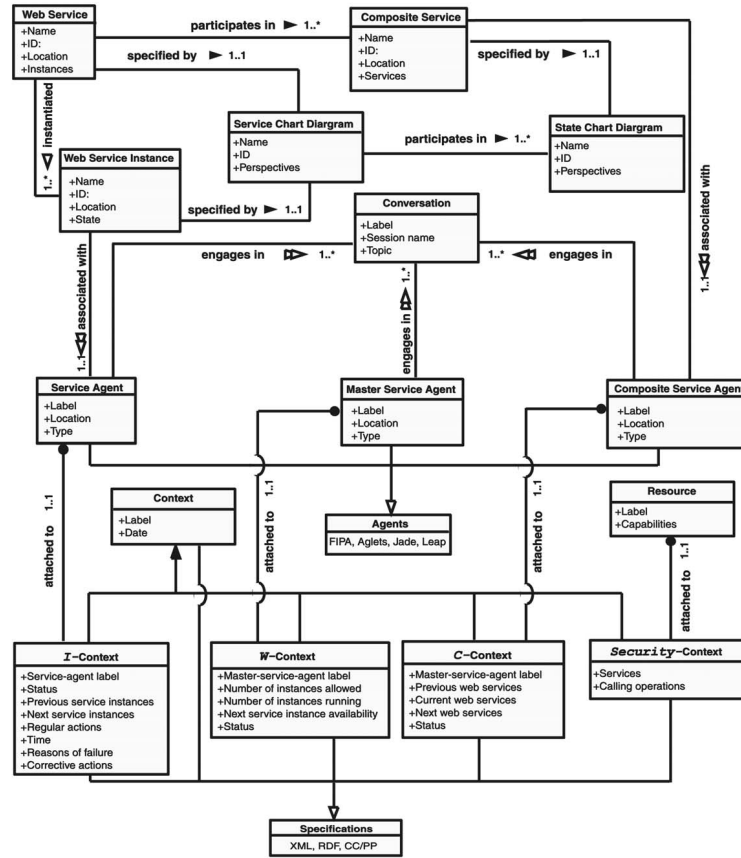 Web Service
+Name
+ID:
+Location
+Instances
participates in ► 1..*
Composite Service
+Name
+ID:
+Location
+Services
specified by ► 1..1
specified by ► 1..1
instantiated
1..*
Service Chart Diargram
+Name
+ID
+Perspectives
participates in ► 1..*
State Chart Diargram
+Name
+ID
+Perspectives
Web Service Instance
+Name
+ID:
+Location
+State
specified by ► 1..1
Conversation
+Label
+Session name
+Topic
engages in 1..*
1..* engages in
associated with
1..1
associated with
1..1
engages in 1..*
Service Agent
+Label
+Location
+Type
Master Service Agent
+Label
+Location
+Type
Composite Service Agent
+Label
+Location
+Type
attached to 1..1
Context
+Label
+Date
attached to 1..1
Agents
FIPA, Aglets, Jade, Leap
attached to 1..1
Resource
+Label
+Capabilities
attached to 1..1
I-Context
+Service-agent label
+Status
+Previous service instances
+Next service instances
+Regular actions
+Time
+Reasons of failure
+Corrective actions
W-Context
+Master-service-agent label
+Number of instances allowed
+Number of instances running
+Next service instance availability
+Status
C-Context
+Master-service-agent label
+Previous web services
+Current web services
+Next web services
+Status
Security-Context
+Services
+Calling operations
Specifications
XML, RDF, CC/PP